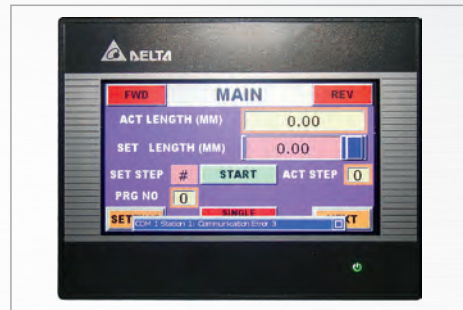 DELTA
FWD MAIN REV
ACT LENGTH (MM) 0.00
SET LENGTH (MM) 0.00
SET STEP # START ACT STEP 0
PRG NO 0
SINGLE
COM 1 Station 1: Communication Error 3